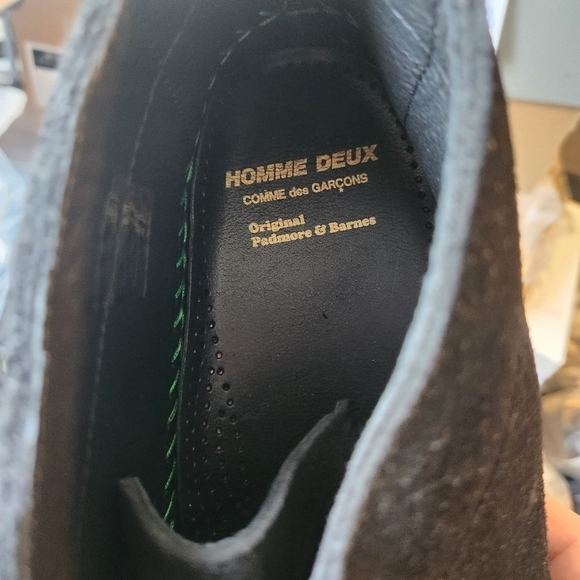 HOMME DEUX
COMME des GARÇONS
Original
Padmore & Barnes